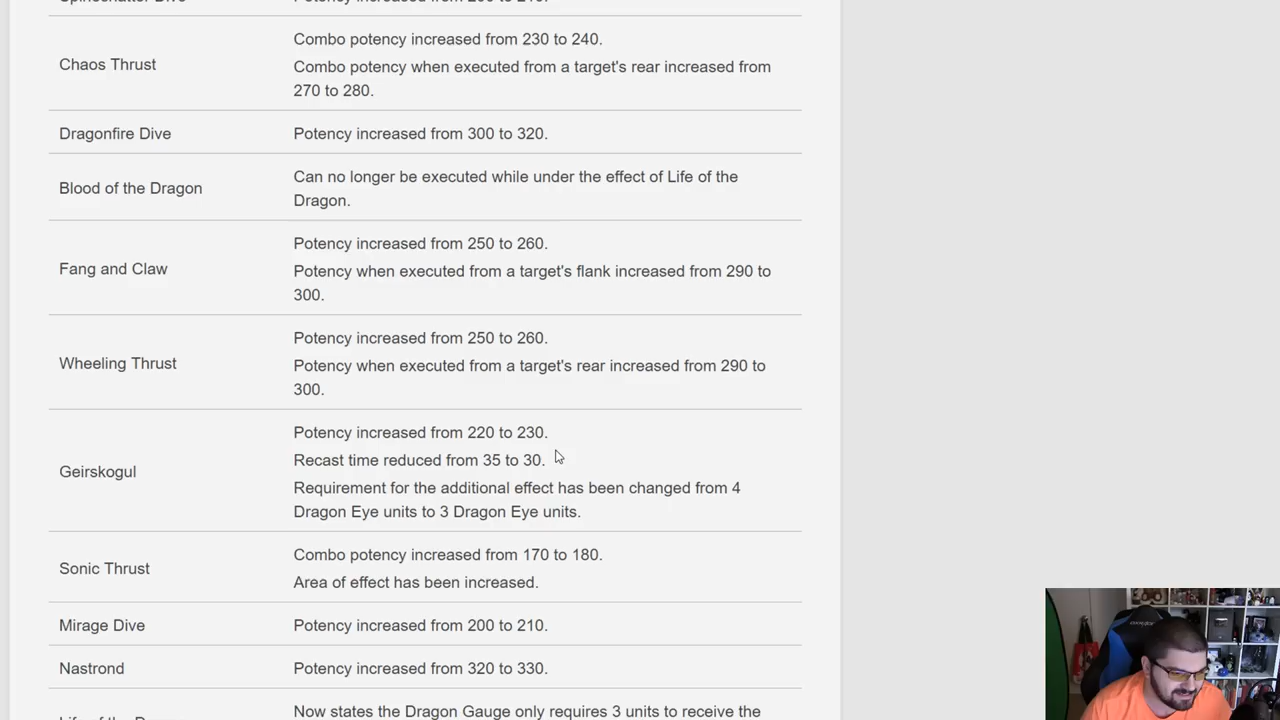 Chaos Thrust
Combo potency increased from 230 to 240.
Combo potency when executed from a target's rear increased from
270 to 280.
Dragonfire Dive
Potency increased from 300 to 320.
Blood of the Dragon
Can no longer be executed while under the effect of Life of the
Dragon.
Fang and Claw
Potency increased from 250 to 260.
Potency when executed from a target's flank increased from 290 to
300.
Wheeling Thrust
Potency increased from 250 to 260.
Potency when executed from a target's rear increased from 290 to
300.
Geirskogul
Potency increased from 220 to 230.
Recast time reduced from 35 to 30.
Requirement for the additional effect has been changed from 4
Dragon Eye units to 3 Dragon Eye units.
Sonic Thrust
Combo potency increased from 170 to 180.
Area of effect has been increased.
Mirage Dive
Potency increased from 200 to 210.
Nastrond
Potency increased from 320 to 330.
Now states the Dragon Gauge only requires 3 units to receive the